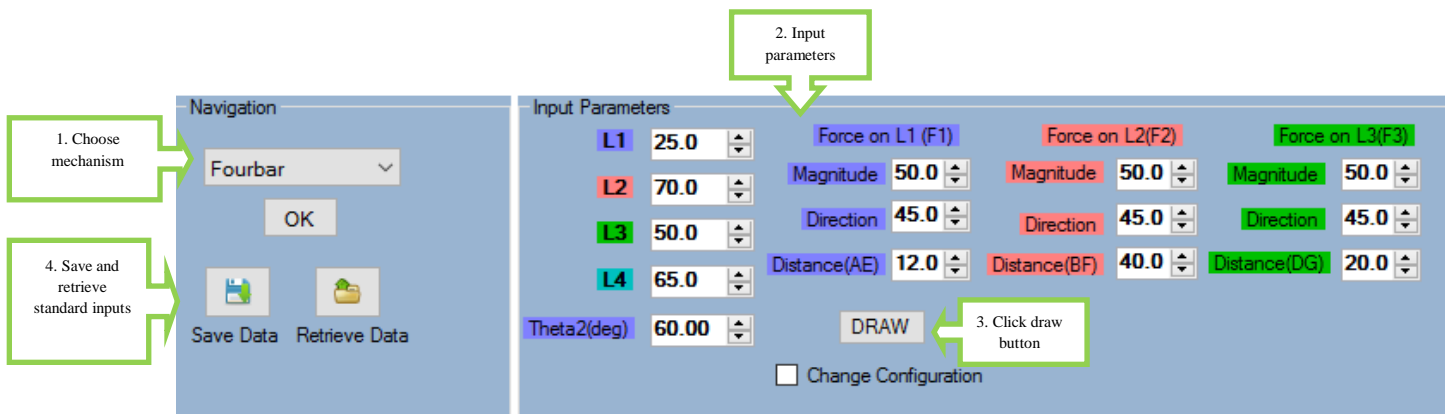 2. Input
parameters
1. Choose
mechanism
4. Save and
retrieve
standard inputs
Navigation
Fourbar
OK
Save Data Retrieve Data
Input Parameters
L1 25.0
L2 70.0
L3 50.0
L4 65.0
Theta2(deg) 60.00
Force on L1 (F1)
Magnitude 50.0
Direction 45.0
Distance(AE) 12.0
Force on L2(F2)
Magnitude 50.0
Direction 45.0
Distance(BF) 40.0
Force on L3(F3)
Magnitude 50.0
Direction 45.0
Distance(DG) 20.0
DRAW
3. Click draw
button
Change Configuration